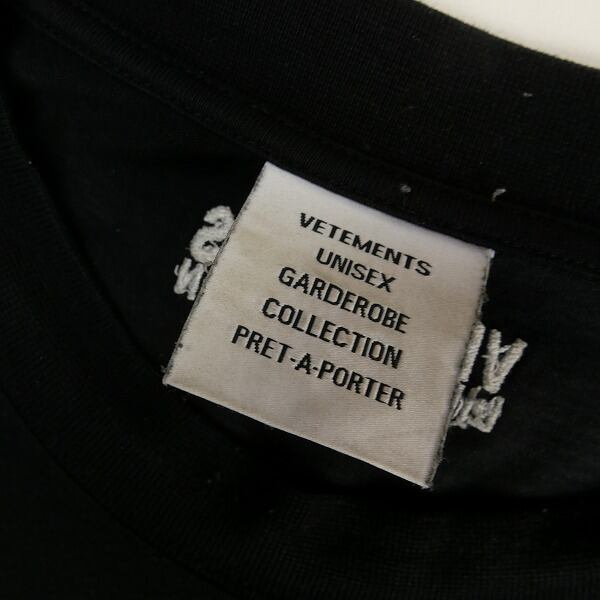 VETEMENTS
UNISEX
GARDEROBE
COLLECTION
PRET-A-PORTER